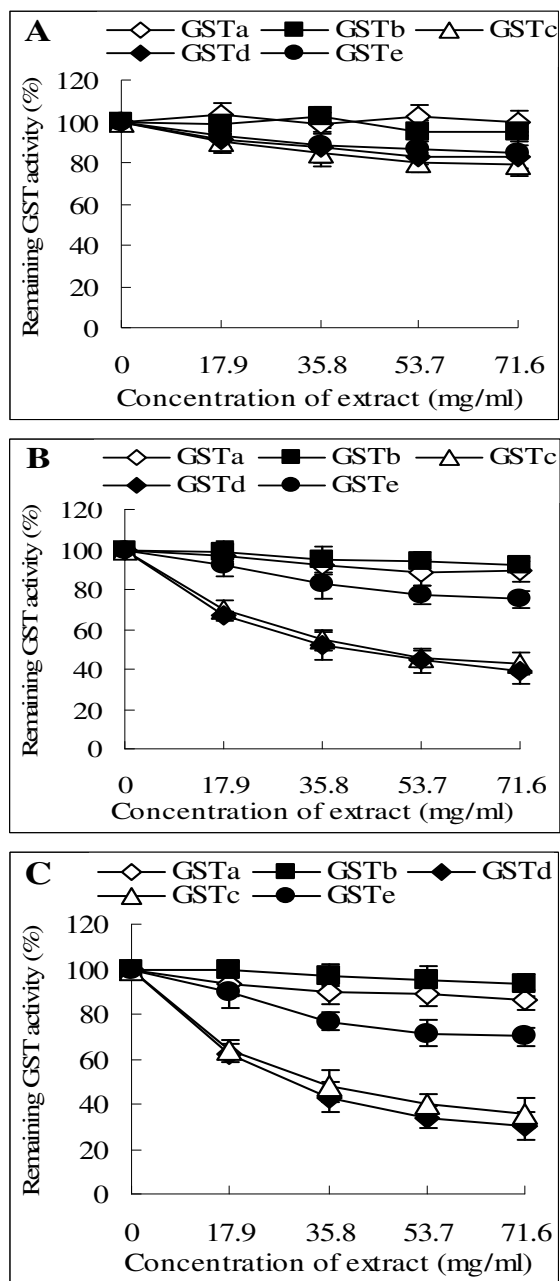 A
GSTa GSTb GSTc
GSTd GSTe
Remaining GST activity (%)
120
100
80
60
40
20
0
0 17.9 35.8 53.7 71.6
Concentration of extract (mg/ml)
B
GSTa GSTb GSTc
GSTd GSTe
Remaining GST activity (%)
120
100
80
60
40
20
0
0 17.9 35.8 53.7 71.6
Concentration of extract (mg/ml)
C
GSTa GSTb GSTd
GSTc GSTe
Remaining GST activity (%)
120
100
80
60
40
20
0
0 17.9 35.8 53.7 71.6
Concentration of extract (mg/ml)